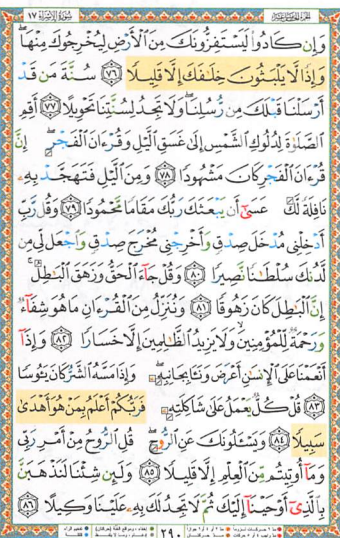 سورة الإسراء ١٧
وَإِن كَادُوا۟ لَيَسْتَفِزُّونَكَ مِنَ ٱلْأَرْضِ لِيُخْرِجُوكَ مِنْهَا ۖ
وَإِذًا لَّا يَلْبَثُونَ خِلَـٰفَكَ إِلَّا قَلِيلًا ٧٦ سُنَّةَ مَن قَدْ
أَرْسَلْنَا قَبْلَكَ مِن رُّسُلِنَا ۖ وَلَا تَجِدُ لِسُنَّتِنَا تَحْوِيلًا ٧٧ أَقِمِ
ٱلصَّلَوٰةَ لِدُلُوكِ ٱلشَّمْسِ إِلَىٰ غَسَقِ ٱلَّيْلِ وَقُرْءَانَ ٱلْفَجْرِ ۖ إِنَّ
قُرْءَانَ ٱلْفَجْرِ كَانَ مَشْهُودًا ٧٨ وَمِنَ ٱلَّيْلِ فَتَهَجَّدْ بِهِۦ
نَافِلَةً لَّكَ عَسَىٰٓ أَن يَبْعَثَكَ رَبُّكَ مَقَامًا مَّحْمُودًا ٧٩ وَقُل رَّبِّ
أَدْخِلْنِى مُدْخَلَ صِدْقٍ وَأَخْرِجْنِى مُخْرَجَ صِدْقٍ وَٱجْعَل لِّى مِن
لَّدُنكَ سُلْطَـٰنًا نَّصِيرًا ٨٠ وَقُلْ جَآءَ ٱلْحَقُّ وَزَهَقَ ٱلْبَـٰطِلُ ۚ
إِنَّ ٱلْبَـٰطِلَ كَانَ زَهُوقًا ٨١ وَنُنَزِّلُ مِنَ ٱلْقُرْءَانِ مَا هُوَ شِفَآءٌ
وَرَحْمَةٌ لِّلْمُؤْمِنِينَ ۙ وَلَا يَزِيدُ ٱلظَّـٰلِمِينَ إِلَّا خَسَارًا ٨٢ وَإِذَآ
أَنْعَمْنَا عَلَى ٱلْإِنسَـٰنِ أَعْرَضَ وَنَـَٔا بِجَانِبِهِۦ ۖ وَإِذَا مَسَّهُ ٱلشَّرُّ كَانَ يَـُٔوسًا
٨٣ قُلْ كُلٌّ يَعْمَلُ عَلَىٰ شَاكِلَتِهِۦ فَرَبُّكُمْ أَعْلَمُ بِمَنْ هُوَ أَهْدَىٰ
سَبِيلًا ٨٤ وَيَسْـَٔلُونَكَ عَنِ ٱلرُّوحِ ۖ قُلِ ٱلرُّوحُ مِنْ أَمْرِ رَبِّى
وَمَآ أُوتِيتُم مِّنَ ٱلْعِلْمِ إِلَّا قَلِيلًا ٨٥ وَلَئِن شِئْنَا لَنَذْهَبَنَّ
بِٱلَّذِىٓ أَوْحَيْنَآ إِلَيْكَ ثُمَّ لَا تَجِدُ لَكَ بِهِۦ عَلَيْنَا وَكِيلًا ٨٦
٢٩٠